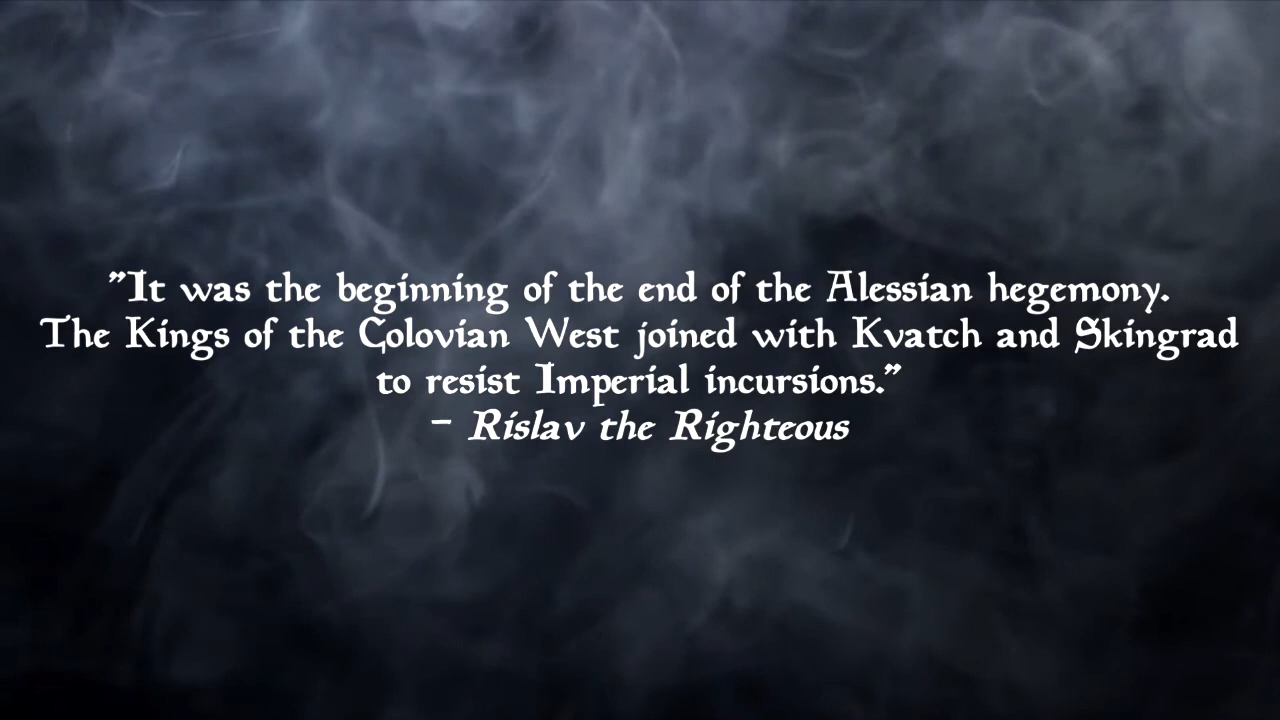 "It was the beginning of the end of the Alessian hegemony.
The Kings of the Colovian West joined with Kvatch and Skingrad
to resist Imperial incursions."
- Rislav the Righteous